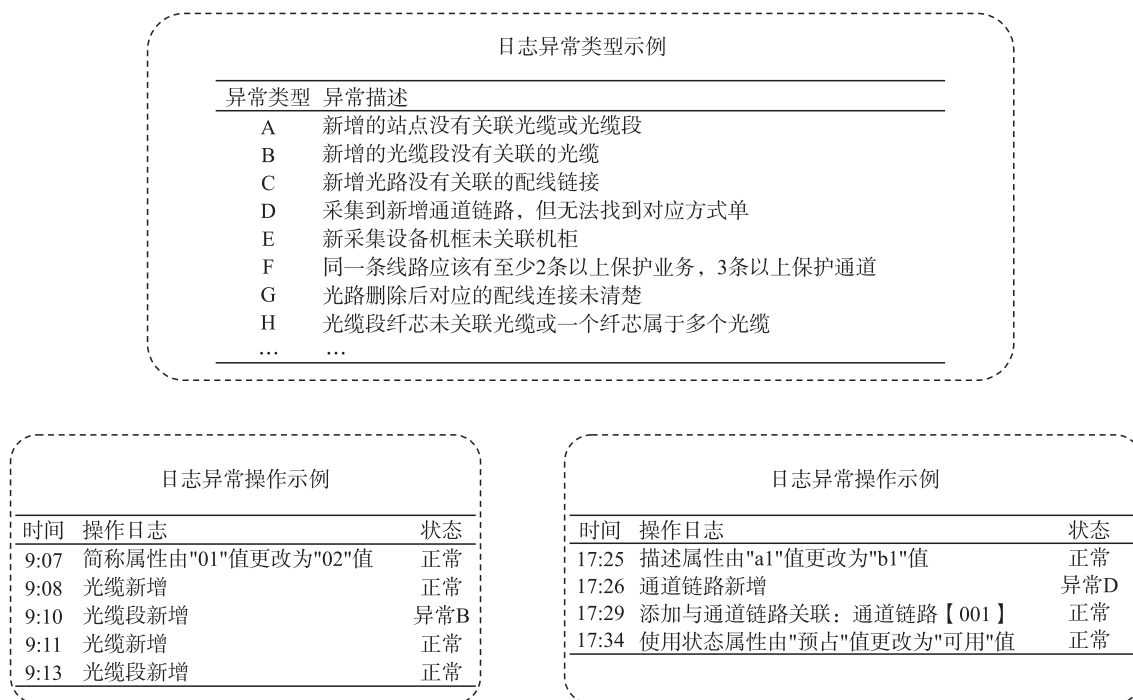 日志异常类型示例
异常类型 异常描述
A 新增的站点没有关联光缆或光缆段
B 新增的光缆段没有关联的光缆
C 新增光路没有关联的配线链接
D 采集到新增通道链路，但无法找到对应方式单
E 新采集设备机框未关联机柜
F 同一条线路应该有至少2条以上保护业务，3条以上保护通道
G 光路删除后对应的配线连接未清楚
H 光缆段纤芯未关联光缆或一个纤芯属于多个光缆
… …
日志异常操作示例
时间 操作日志 状态
9:07 简称属性由"01"值更改为"02"值 正常
9:08 光缆新增 正常
9:10 光缆段新增 异常B
9:11 光缆新增 正常
9:13 光缆段新增 正常
日志异常操作示例
时间 操作日志 状态
17:25 描述属性由"a1"值更改为"b1"值 正常
17:26 通道链路新增 异常D
17:29 添加与通道链路关联：通道链路【001】 正常
17:34 使用状态属性由"预占"值更改为"可用"值 正常